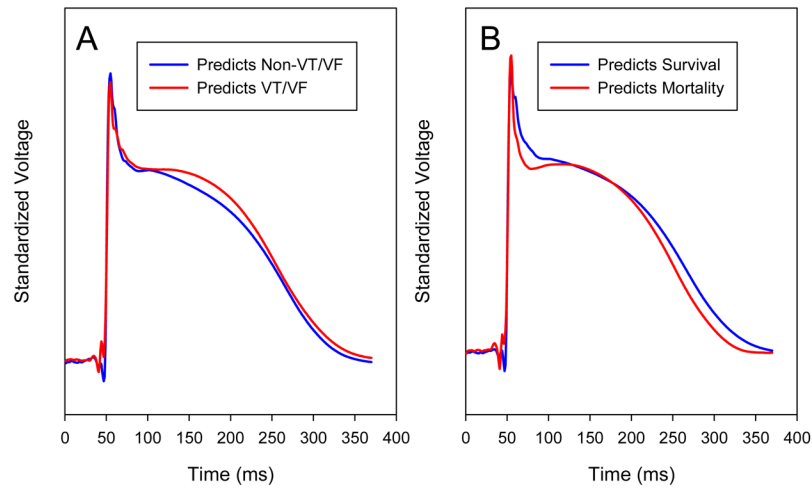 A
Predicts Non-VT/VF
Predicts VT/VF
Standardized Voltage
0 50 100 150 200 250 300 350 400
Time (ms)
B
Predicts Survival
Predicts Mortality
Standardized Voltage
0 50 100 150 200 250 300 350 400
Time (ms)